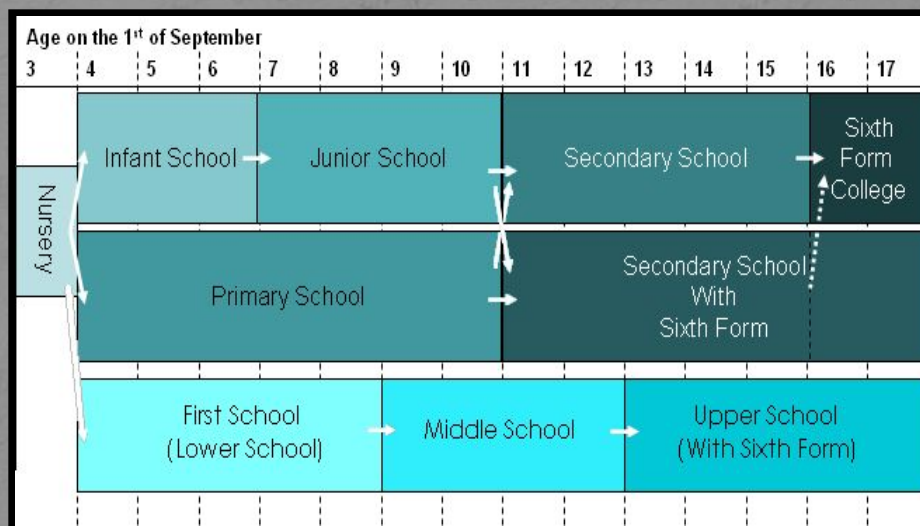 Age on the 1st of September
3 4 5 6 7 8 9 10 11 12 13 14 15 16 17
Nursery
Infant School
Junior School
Secondary School
Sixth
Form
College
Primary School
Secondary School
With
Sixth Form
First School
(Lower School)
Middle School
Upper School
(With Sixth Form)